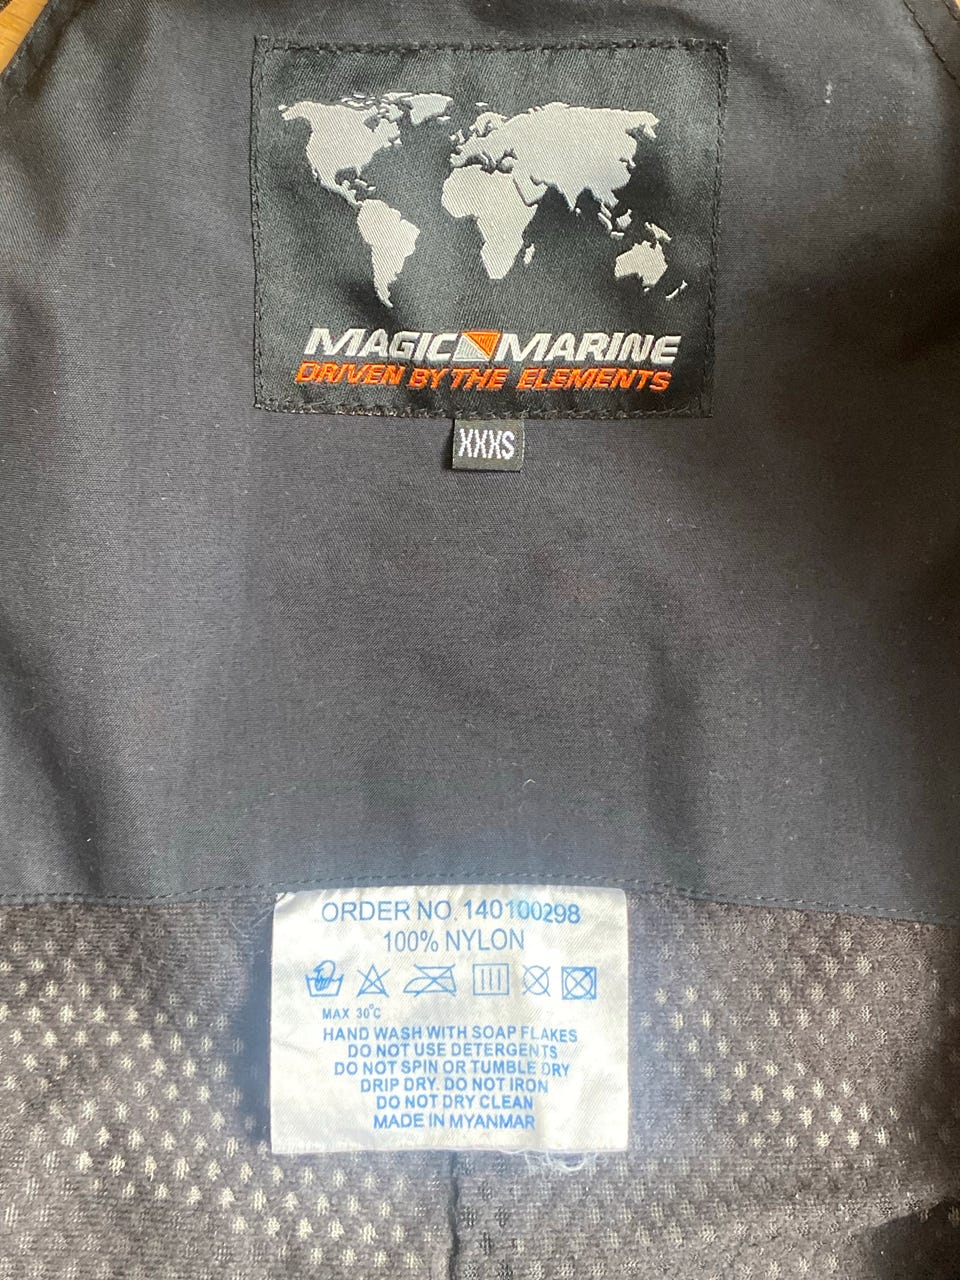 MAGIC MARINE
DRIVEN BY THE ELEMENTS
XXXS
ORDER NO. 140100298
100% NYLON
MAX 30°C
HAND WASH WITH SOAP FLAKES
DO NOT USE DETERGENTS
DO NOT SPIN OR TUMBLE DRY
DRIP DRY. DO NOT IRON
DO NOT DRY CLEAN
MADE IN MYANMAR